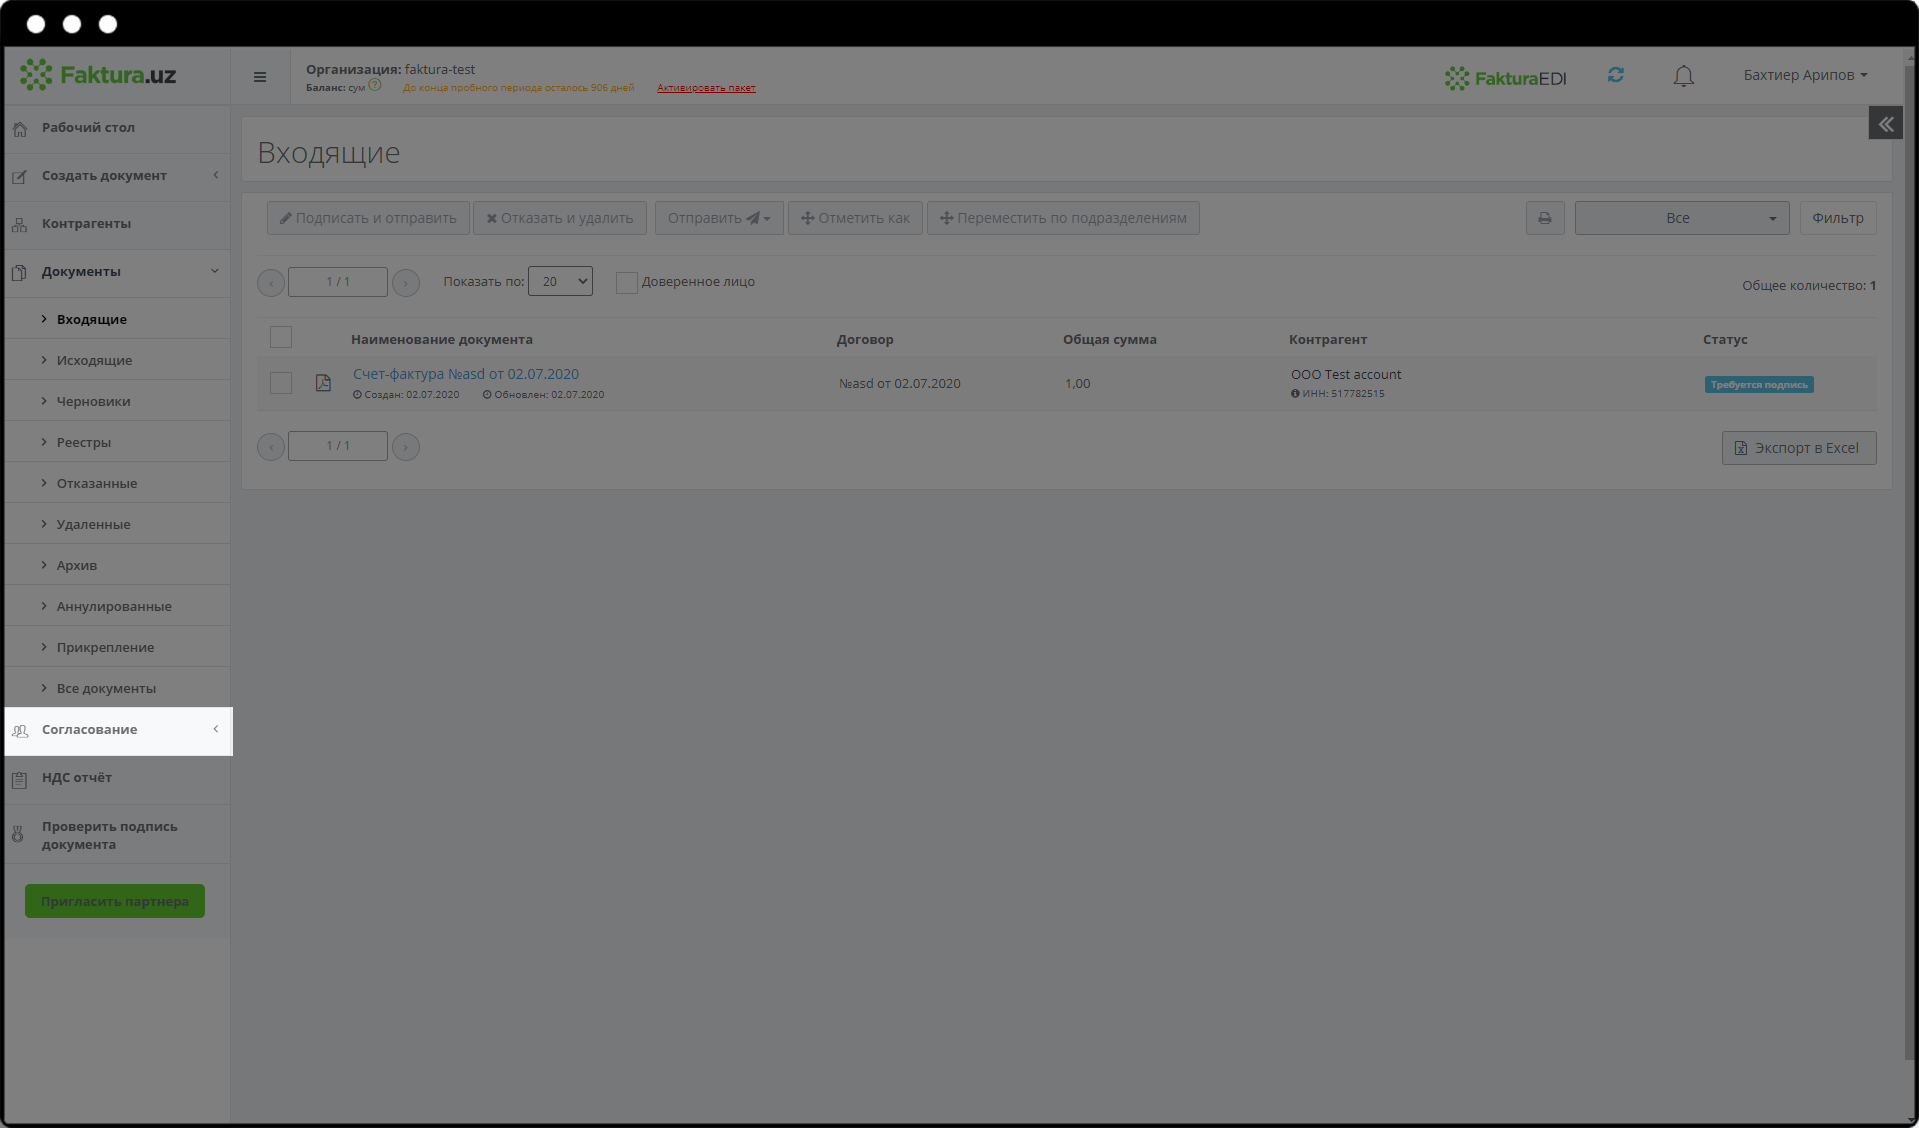 Faktura.uz
Организация: faktura-test
Баланс: сум
До конца пробного периода осталось 906 дней
Активировать пакет
FakturaEDI
Бахтиер Арипов
Рабочий стол
Создать документ
Контрагенты
Документы
Входящие
Исходящие
Черновики
Реестры
Отказанные
Удаленные
Архив
Аннулированные
Прикрепление
Все документы
Согласование
НДС отчёт
Проверить подпись
документа
Пригласить партнера
Входящие
Подписать и отправить
Отказать и удалить
Отправить
Отметить как
Переместить по подразделениям
Все
Фильтр
1 / 1
Показать по: 20
Доверенное лицо
Общее количество: 1
Наименование документа
Договор
Общая сумма
Контрагент
Статус
Счет-фактура №asd от 02.07.2020
Создан: 02.07.2020
Обновлен: 02.07.2020
№asd от 02.07.2020
1,00
ООО Test account
ИНН: 517782515
Требуется подпись
1 / 1
Экспорт в Excel